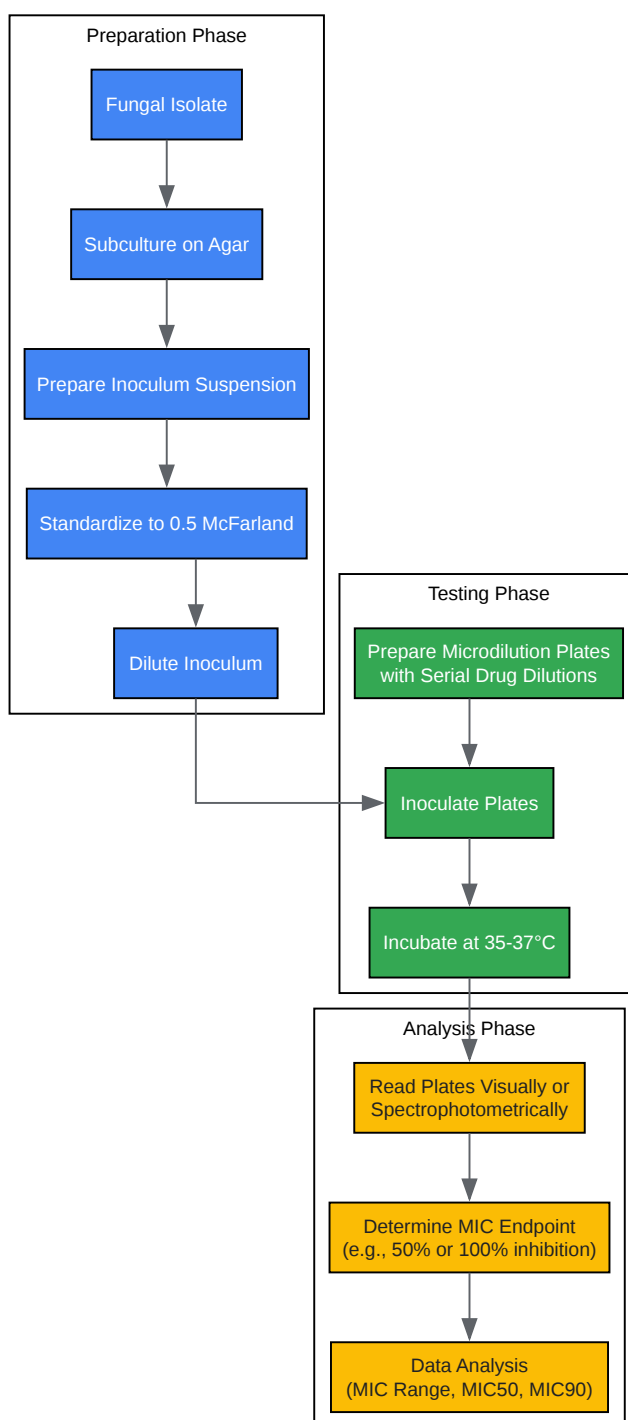 Preparation Phase
Fungal Isolate
Subculture on Agar
Prepare Inoculum Suspension
Standardize to 0.5 McFarland
Dilute Inoculum
Testing Phase
Prepare Microdilution Plates
with Serial Drug Dilutions
Inoculate Plates
Incubate at 35-37°C
Analysis Phase
Read Plates Visually or
Spectrophotometrically
Determine MIC Endpoint
(e.g., 50% or 100% inhibition)
Data Analysis
(MIC Range, MIC50, MIC90)